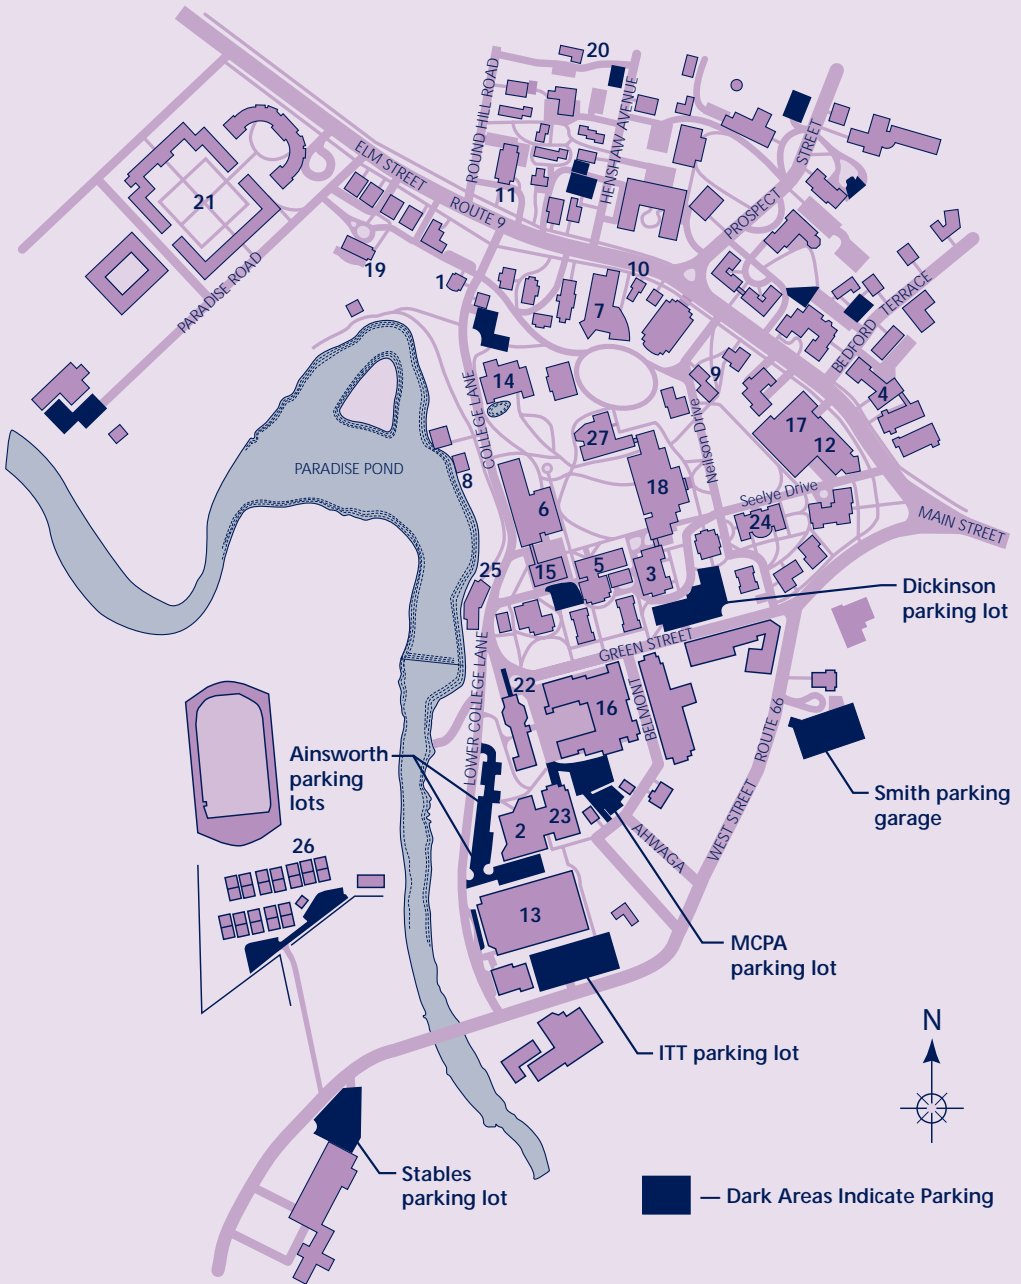 20
ROUND HILL ROAD
HENSHAW AVENUE
ELM STREET
STREET
PROSPECT
11
21
ROUTE 9
19
10
PARADISE ROAD
1
7
BEDFORD TERRACE
14
9
4
COLLEGE LANE
17
27
12
PARADISE POND
Neilson Drive
8
18
Seelye Drive
6
24
MAIN STREET
25
15
5
3
Dickinson
parking lot
GREEN STREET
LOWER COLLEGE LANE
22
16
BELMONT
ROUTE 66
Ainsworth
parking
lots
Smith parking
garage
2
23
AHWAGA
WEST STREET
26
13
MCPA
parking lot
N
ITT parking lot
Stables
parking lot
— Dark Areas Indicate Parking